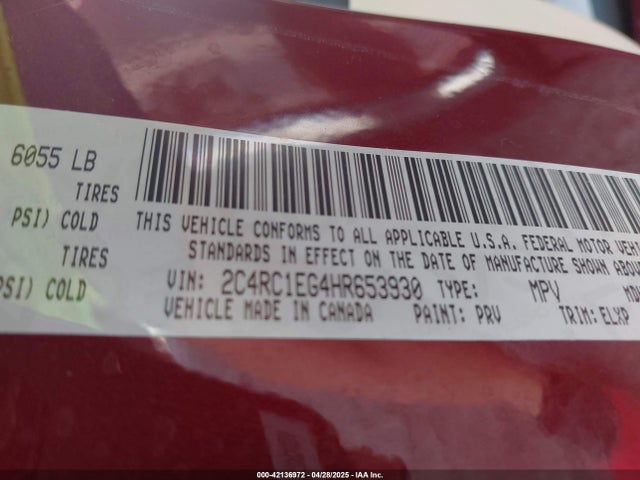 6055 LB
TIRES
PSI) COLD
THIS VEHICLE CONFORMS TO ALL APPLICABLE U.S.A. FEDERAL MOTOR
TIRES
STANDARDS IN EFFECT ON THE DATE OF MANUFACTURE SHOWN
PSI) COLD
VIN: 2C4RC1EG4HR653930 TYPE: MPV
VEHICLE MADE IN CANADA PAINT: PRV TRIM: ELXP
000-42136972 | 04/28/2025 - IAA Inc.